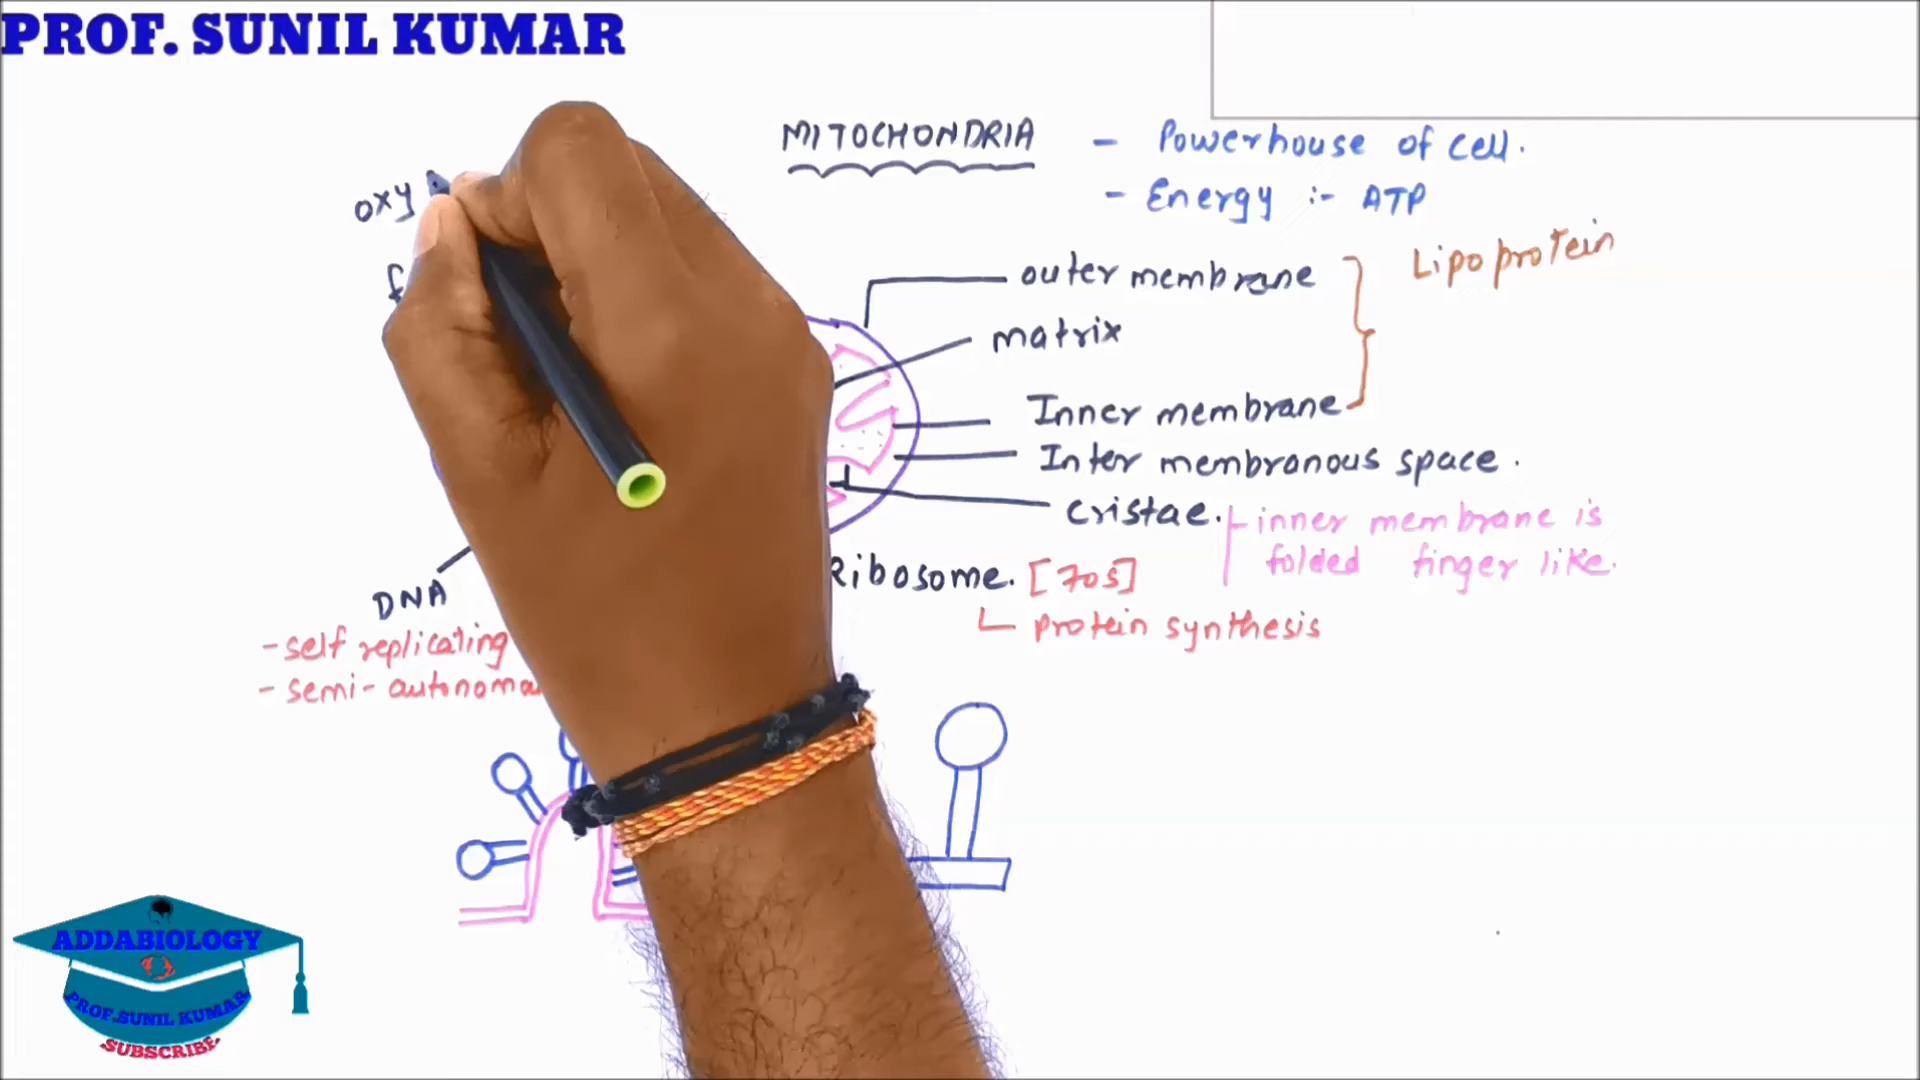 PROF. SUNIL KUMAR
MITOCHONDRIA
- Powerhouse of cell.
- Energy :- ATP
oxy
f
outer membrane
Lipoprotein
matrix
Inner membrane
Inter membranous space.
cristae.
inner membrane is
folded finger like.
Ribosome. [70S]
protein synthesis
DNA
- self replicating
- semi-autonoma
ADDABIOLOGY
PROF.SUNIL KUMAR
SUBSCRIBE